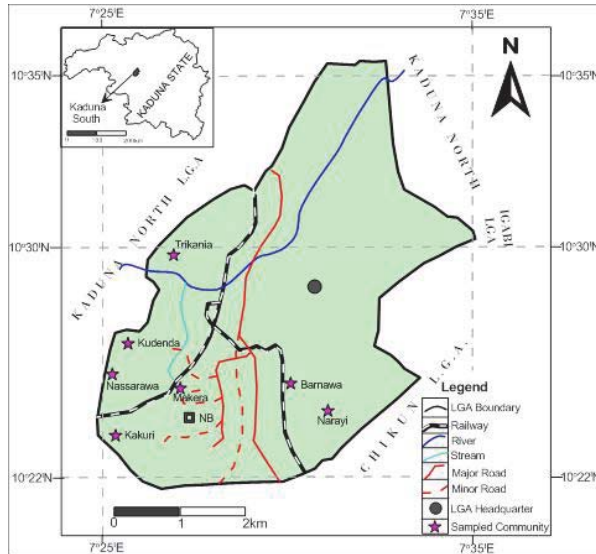 7°25'E
7°35'E
N
10°35'N
10°35'N
KADUNA STATE
Kaduna
South
KADUNA NORTH LGA
KADUNA NORTH L.G.A
IGABI
LGA
10°30'N
10°30'N
Trikania
Kudenda
Nassarawa
Makera
Barnawa
NB
Narayi
Kakuri
CHIKUN L.G.A.
10°22'N
10°22'N
0 1 2km
7°25'E
7°35'E
Legend
LGA Boundary
Railway
River
Stream
Major Road
Minor Road
LGA Headquarter
Sampled Community